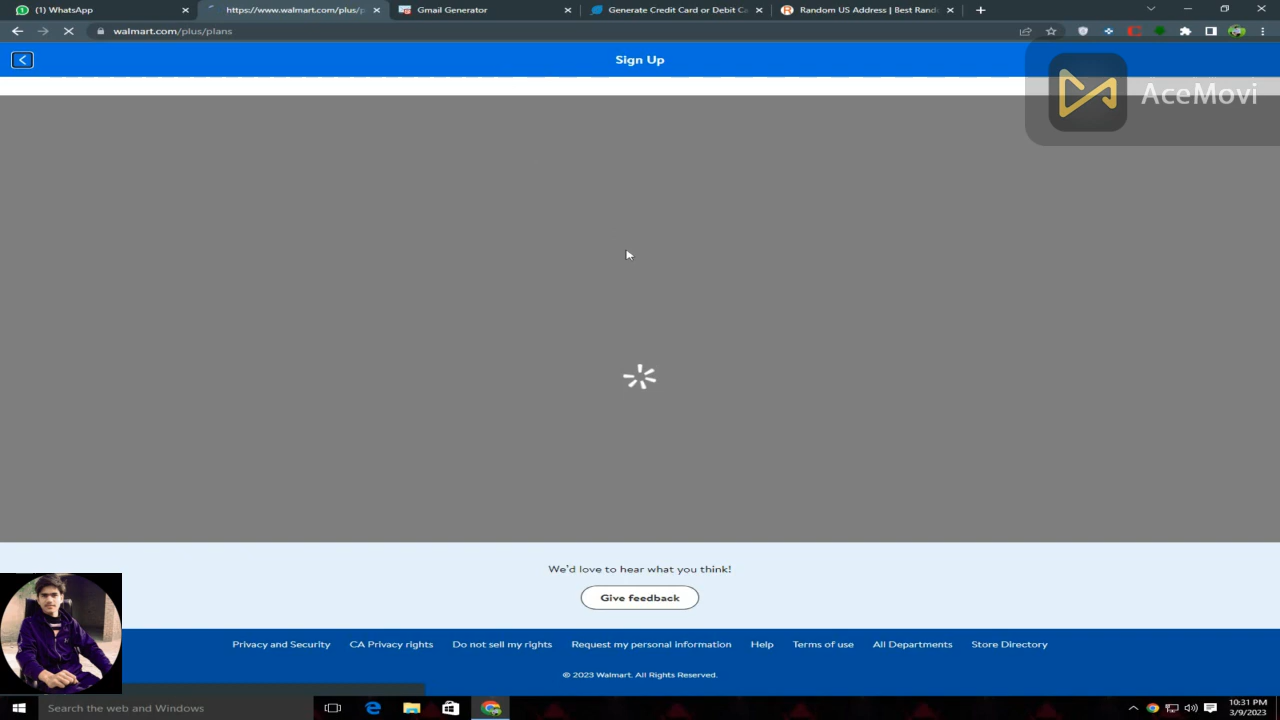 (1) WhatsApp
https://www.walmart.com/plus/p
Gmail Generator
Generate Credit Card or Debit Ca
Random US Address | Best Rand
walmart.com/plus/plans
Sign Up
AceMovi
We'd love to hear what you think!
Give feedback
Privacy and Security CA Privacy rights Do not sell my rights Request my personal information Help Terms of use All Departments Store Directory
© 2023 Walmart. All Rights Reserved.
Search the web and Windows
10:31 PM
3/9/2023